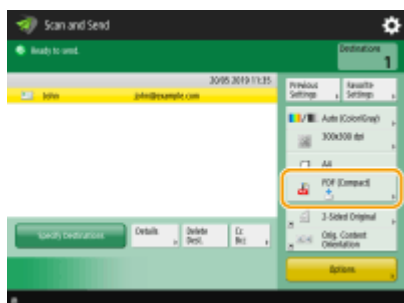 Scan and Send
Ready to send.
Destinations
1
30/05 2019 11:35
John
john@example.com
Previous
Settings
Favorite
Settings
Auto (Color/Gray)
300x300 dpi
A4
PDF (Compact)
2-Sided Original
Orig. Content
Orientation
Specify Destinations
Details
Delete
Dest.
Cc
Bcc
Options